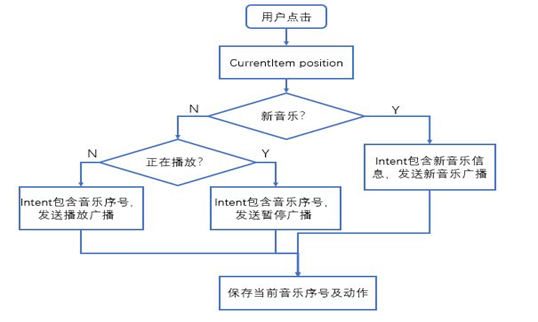 用户点击
CurrentItem position
新音乐?
N
Y
正在播放?
N
Y
Intent包含新音乐信
息，发送新音乐广播
Intent包含音乐序号，
发送播放广播
Intent包含音乐序号，
发送暂停广播
保存当前音乐序号及动作